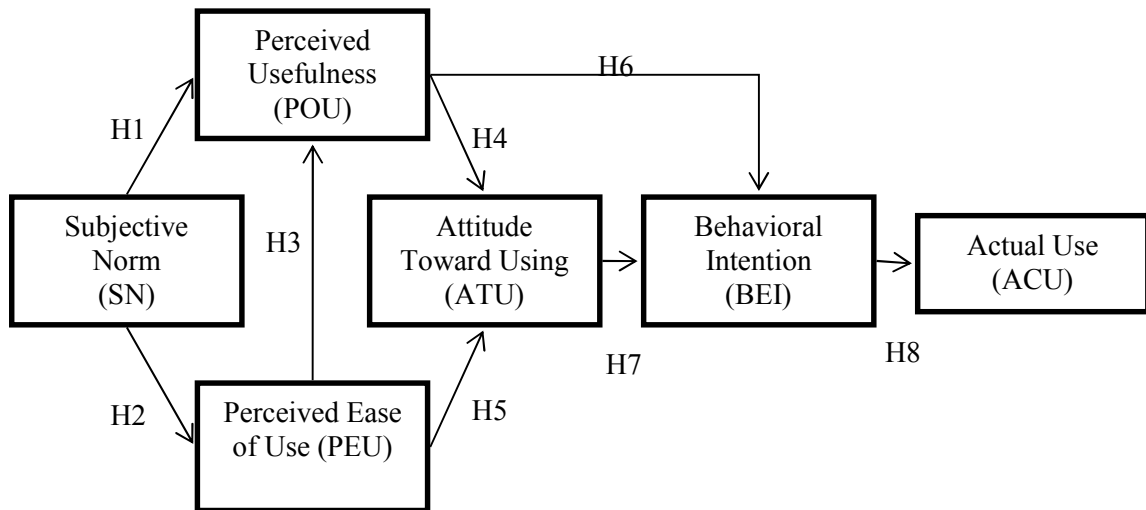 Perceived
Usefulness
(POU)
H6
H1
H4
Subjective
Norm
(SN)
H3
Attitude
Toward Using
(ATU)
Behavioral
Intention
(BEI)
Actual Use
(ACU)
H7
H8
H2
Perceived Ease
of Use (PEU)
H5